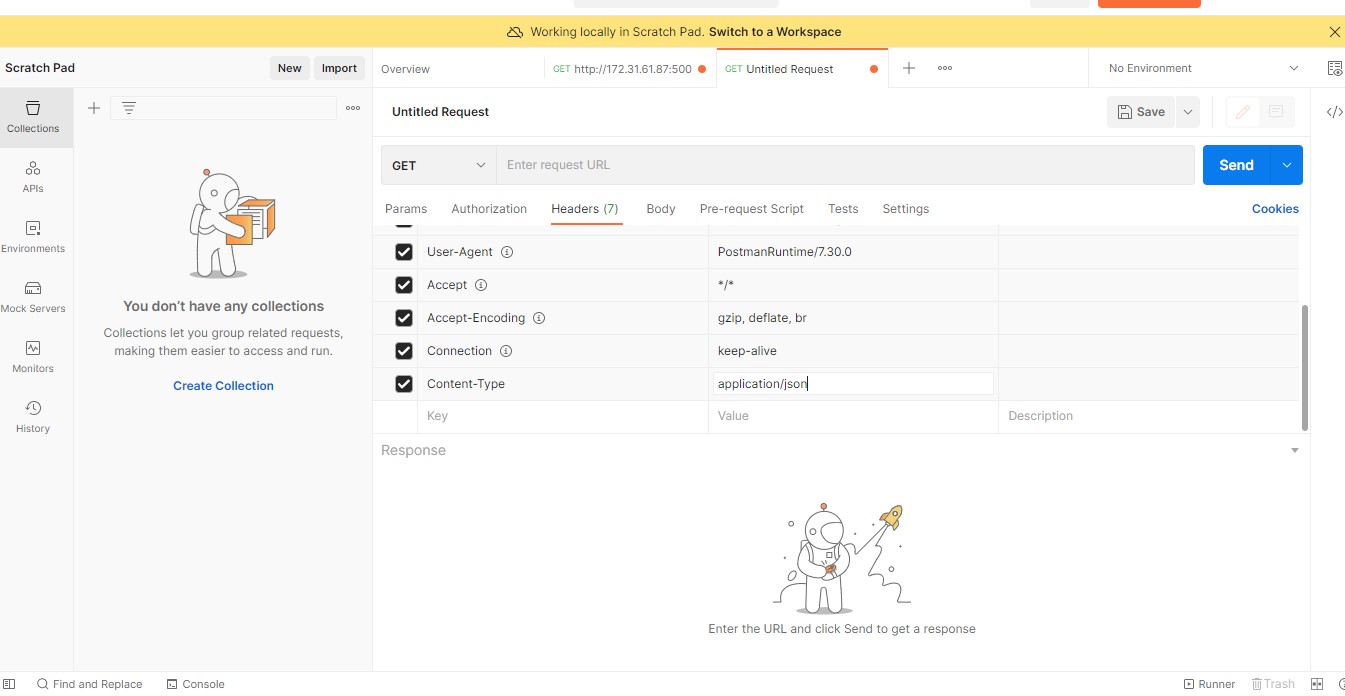 Working locally in Scratch Pad. Switch to a Workspace
Scratch Pad
New
Import
Overview
GET http://172.31.61.87:500
GET Untitled Request
No Environment
Collections
APIs
Environments
Mock Servers
Monitors
History
You don't have any collections
Collections let you group related requests,
making them easier to access and run.
Create Collection
Untitled Request
Save
GET
Enter request URL
Send
Params
Authorization
Headers (7)
Body
Pre-request Script
Tests
Settings
Cookies
User-Agent
PostmanRuntime/7.30.0
Accept
*/*
Accept-Encoding
gzip, deflate, br
Connection
keep-alive
Content-Type
application/json
Key
Value
Description
Response
Enter the URL and click Send to get a response
Find and Replace
Console
Runner
Trash